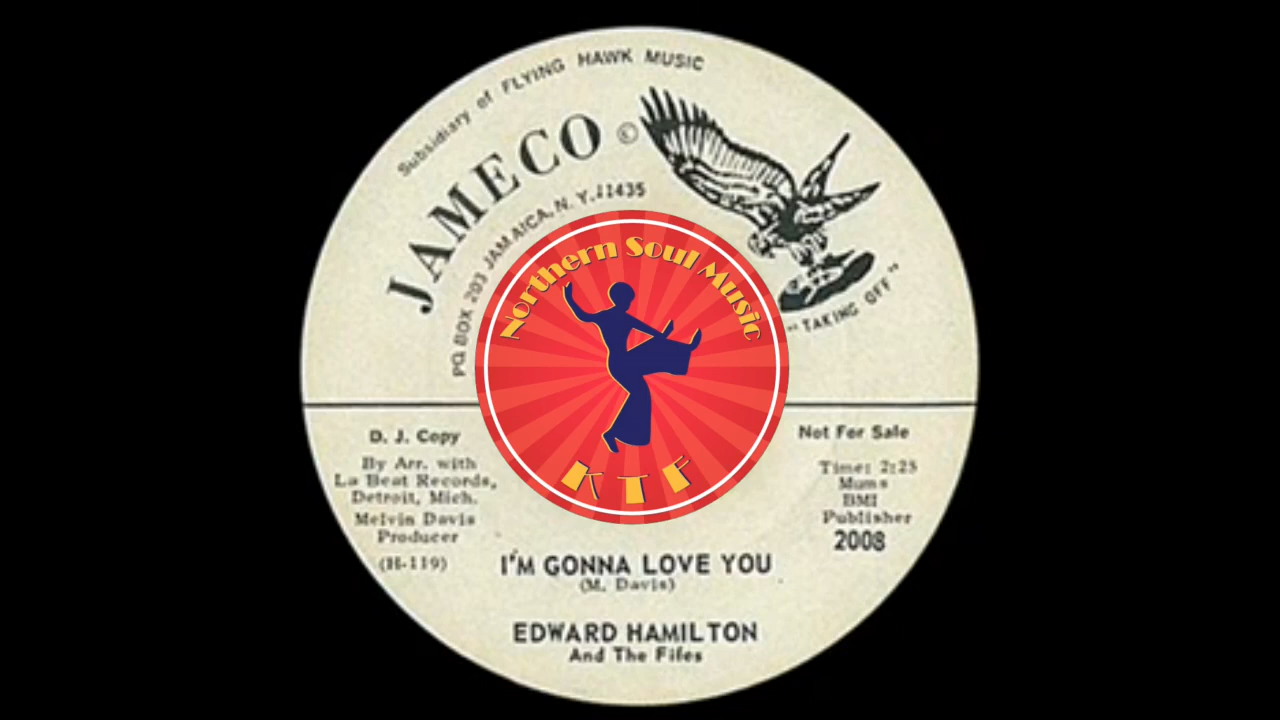 Subsidiary of FLYING HAWK MUSIC
JAMECO ©
PO BOX 203 JAMAICA, N. Y. 11435
"TAKING OFF"
Northern Soul Music
KTF
D. J. Copy
By Arr. with
La Beat Records,
Detroit, Mich.
Melvin Davis
Producer
(H-119)
Not For Sale
Time: 2:25
Mums
BMI
Publisher
2008
I'M GONNA LOVE YOU
(M. Davis)
EDWARD HAMILTON
And The Fifes